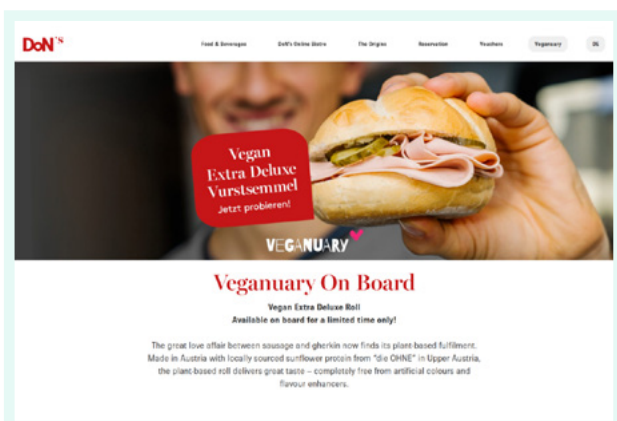 DoN's
Food & Beverages DoN's Online Bistro The Origins Reservation Vouchers Veganuary DE
Vegan
Extra Deluxe
Vurstsemmel
Jetzt probieren!
VEGANUARY
Veganuary On Board
Vegan Extra Deluxe Roll
Available on board for a limited time only!
The great love affair between sausage and gherkin now finds its plant-based fulfilment.
Made in Austria with locally sourced sunflower protein from "die OHNE" in Upper Austria,
the plant-based roll delivers great taste – completely free from artificial colours and
flavour enhancers.